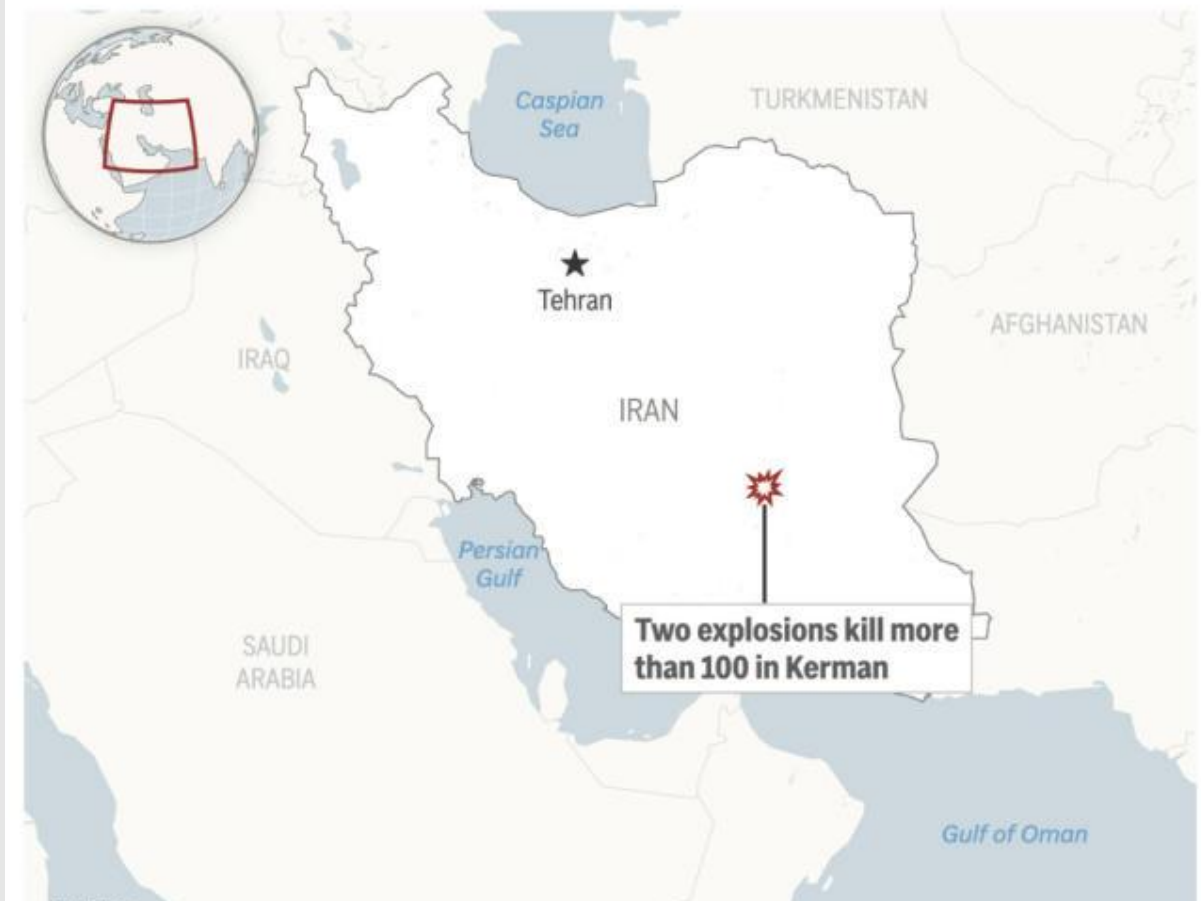 Caspian
Sea
TURKMENISTAN
Tehran
AFGHANISTAN
IRAQ
IRAN
Persian
Gulf
Two explosions kill more
than 100 in Kerman
SAUDI
ARABIA
Gulf of Oman